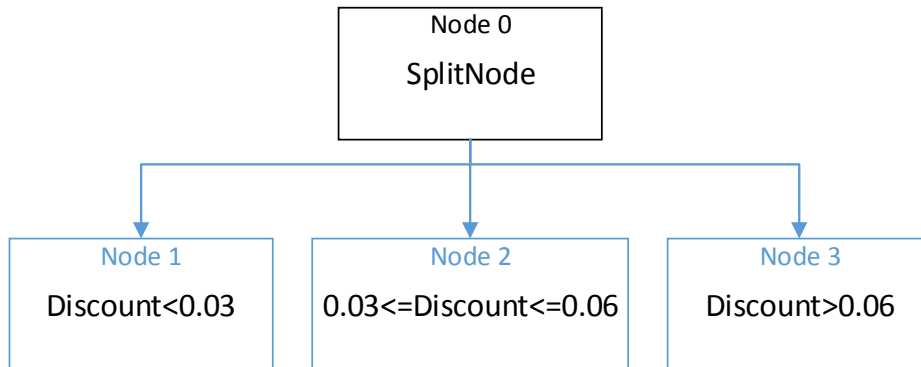 Node 0
SplitNode
Node 1
Discount<0.03
Node 2
0.03<=Discount<=0.06
Node 3
Discount>0.06